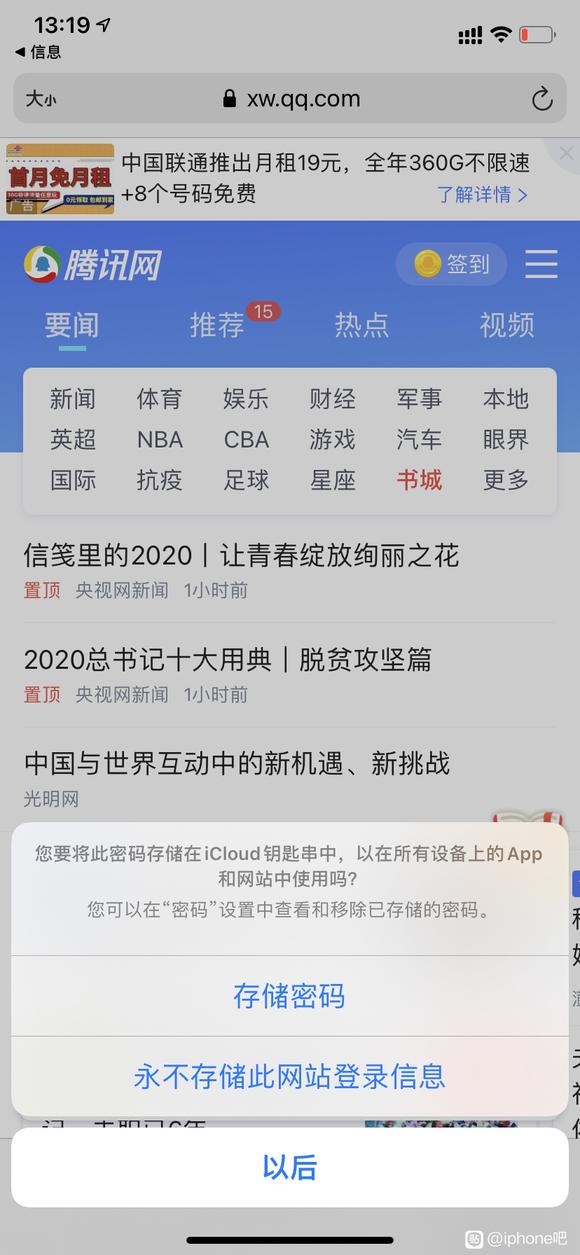 13:19
信息
大小
xw.qq.com
首月免月租
广告
中国联通推出月租19元，全年360G不限速
+8个号码免费
了解详情
腾讯网
签到
要闻 推荐 15 热点 视频
新闻 体育 娱乐 财经 军事 本地
英超 NBA CBA 游戏 汽车 眼界
国际 抗疫 足球 星座 书城 更多
信笺里的2020丨让青春绽放绚丽之花
置顶 央视网新闻 1小时前
2020总书记十大用典｜脱贫攻坚篇
置顶 央视网新闻 1小时前
中国与世界互动中的新机遇、新挑战
光明网
您要将此密码存储在iCloud钥匙串中，以在所有设备上的App
和网站中使用吗？
您可以在“密码”设置中查看和移除已存储的密码。
存储密码
永不存储此网站登录信息
以后
贴 @iphone吧